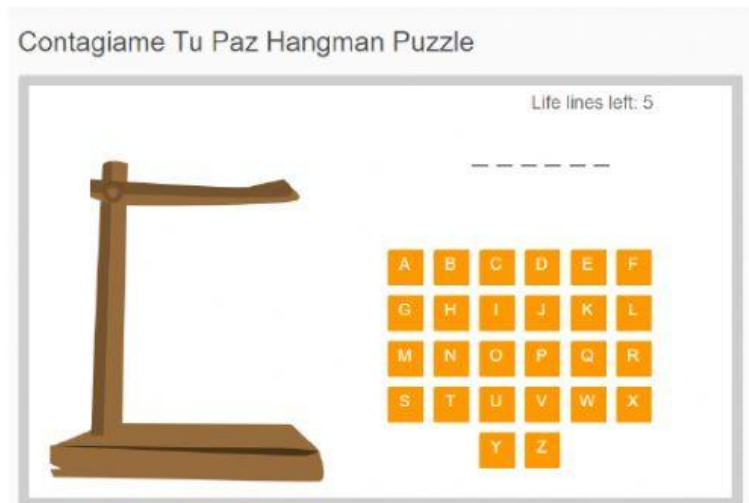 Contagiame Tu Paz Hangman Puzzle
Life lines left: 5
_ _ _ _ _ _
A B C D E F
G H I J K L
M N O P Q R
S T U V W X
Y Z